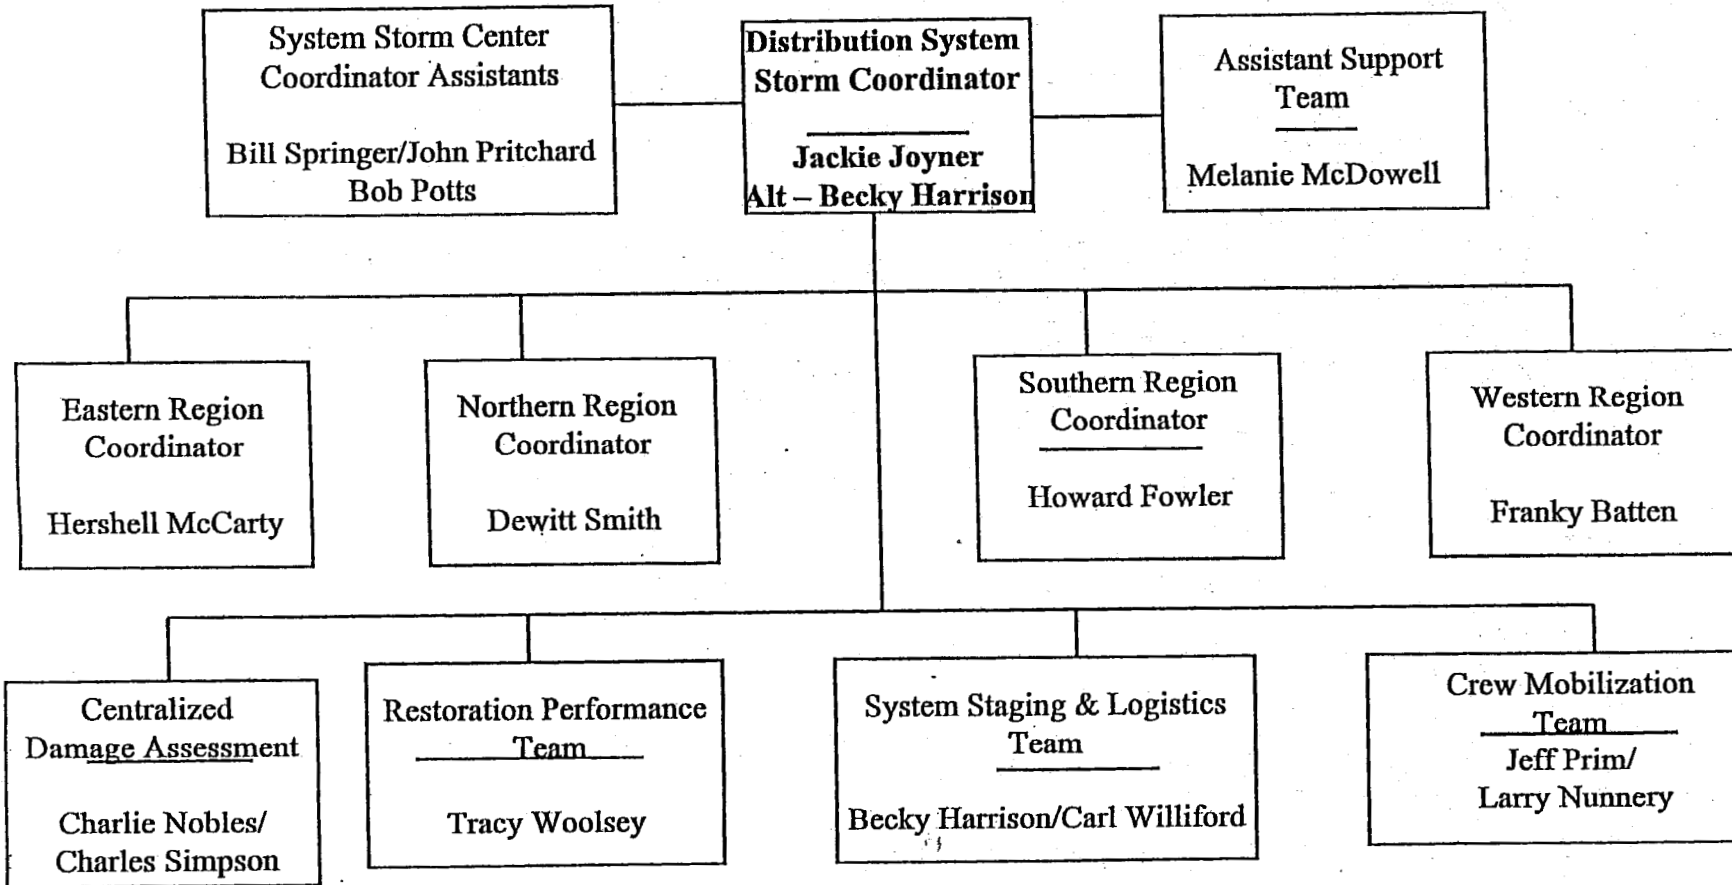 System Storm Center
Coordinator Assistants
Bill Springer/John Pritchard
Bob Potts
Distribution System
Storm Coordinator
Jackie Joyner
Alt – Becky Harrison
Assistant Support
Team
Melanie McDowell
Eastern Region
Coordinator
Hershell McCarty
Northern Region
Coordinator
Dewitt Smith
Southern Region
Coordinator
Howard Fowler
Western Region
Coordinator
Franky Batten
Centralized
Damage Assessment
Charlie Nobles/
Charles Simpson
Restoration Performance
Team
Tracy Woolsey
System Staging & Logistics
Team
Becky Harrison/Carl Williford
Crew Mobilization
Team
Jeff Prim/
Larry Nunnery